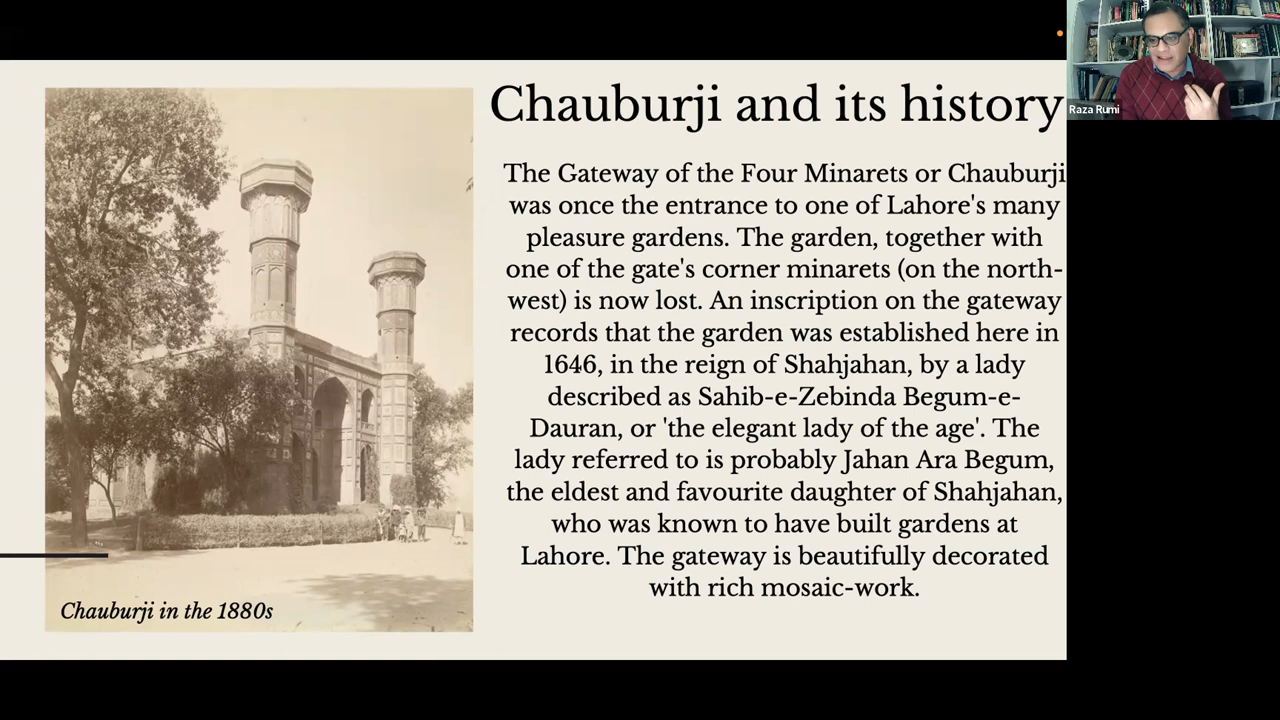 Chauburji and its history
The Gateway of the Four Minarets or Chauburji
was once the entrance to one of Lahore's many
pleasure gardens. The garden, together with
one of the gate's corner minarets (on the north-
west) is now lost. An inscription on the gateway
records that the garden was established here in
1646, in the reign of Shahjahan, by a lady
described as Sahib-e-Zebinda Begum-e-
Dauran, or 'the elegant lady of the age'. The
lady referred to is probably Jahan Ara Begum,
the eldest and favourite daughter of Shahjahan,
who was known to have built gardens at
Lahore. The gateway is beautifully decorated
with rich mosaic-work.
Chauburji in the 1880s
Raza Rumi